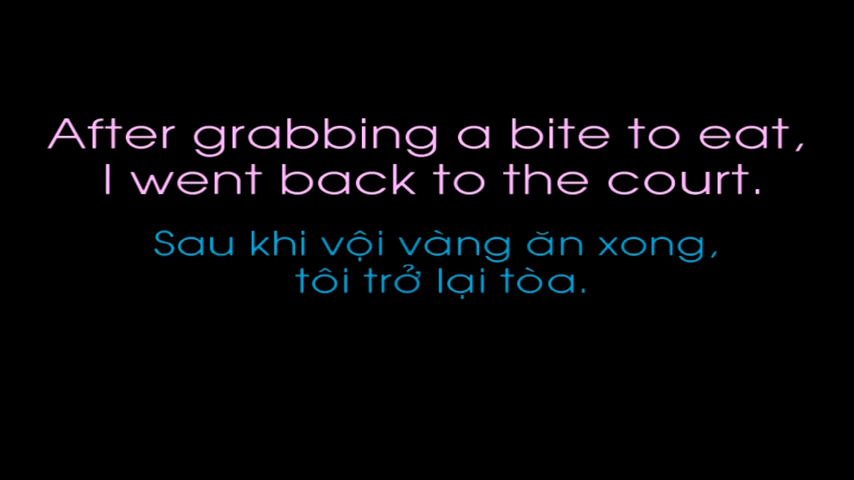 After grabbing a bite to eat,
I went back to the court.
Sau khi vội vàng ăn xong,
tôi trở lại tòa.